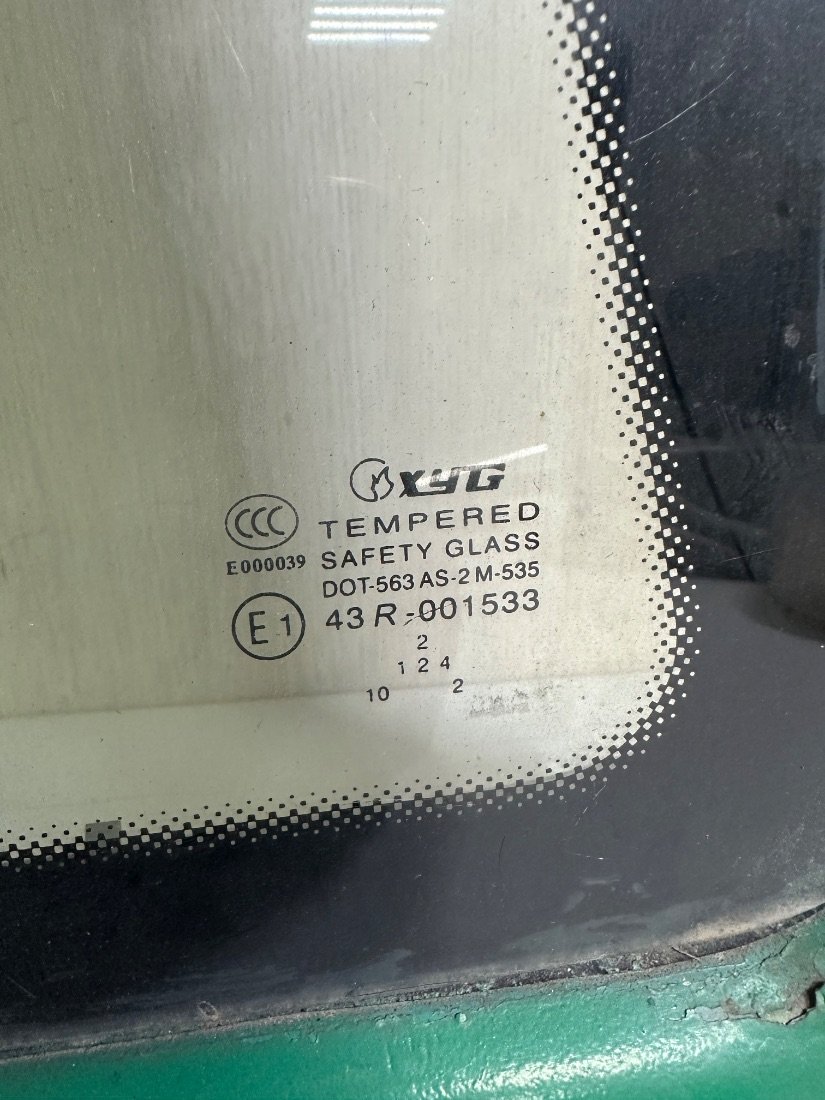 XYG
CCC
TEMPERED
E000039
SAFETY GLASS
DOT-563 AS-2 M-535
E1
43 R-001533
2
1 2 4
10 2